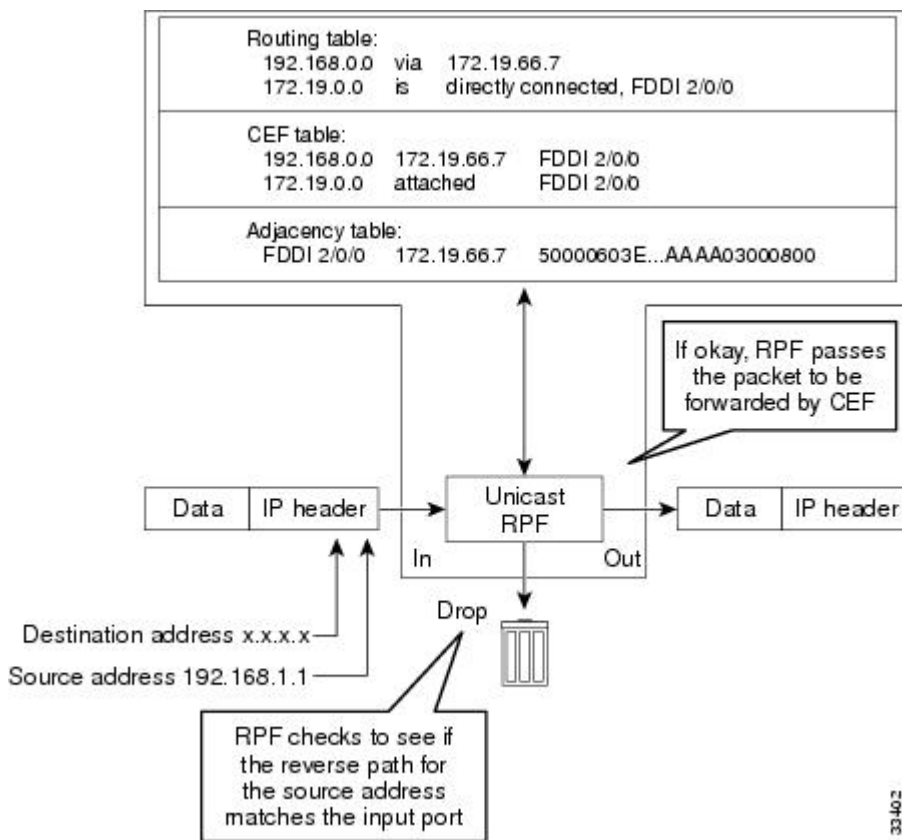 Routing table:
192.168.0.0 via 172.19.66.7
172.19.0.0 is directly connected, FDDI 2/0/0
CEF table:
192.168.0.0 172.19.66.7 FDDI 2/0/0
172.19.0.0 attached FDDI 2/0/0
Adjacency table:
FDDI 2/0/0 172.19.66.7 50000603E...AAAA03000800
If okay, RPF passes
the packet to be
forwarded by CEF
Data IP header
Unicast
RPF
Data IP header
In Out
Drop
Destination address x.x.x.x
Source address 192.168.1.1
RPF checks to see if
the reverse path for
the source address
matches the input port
33402